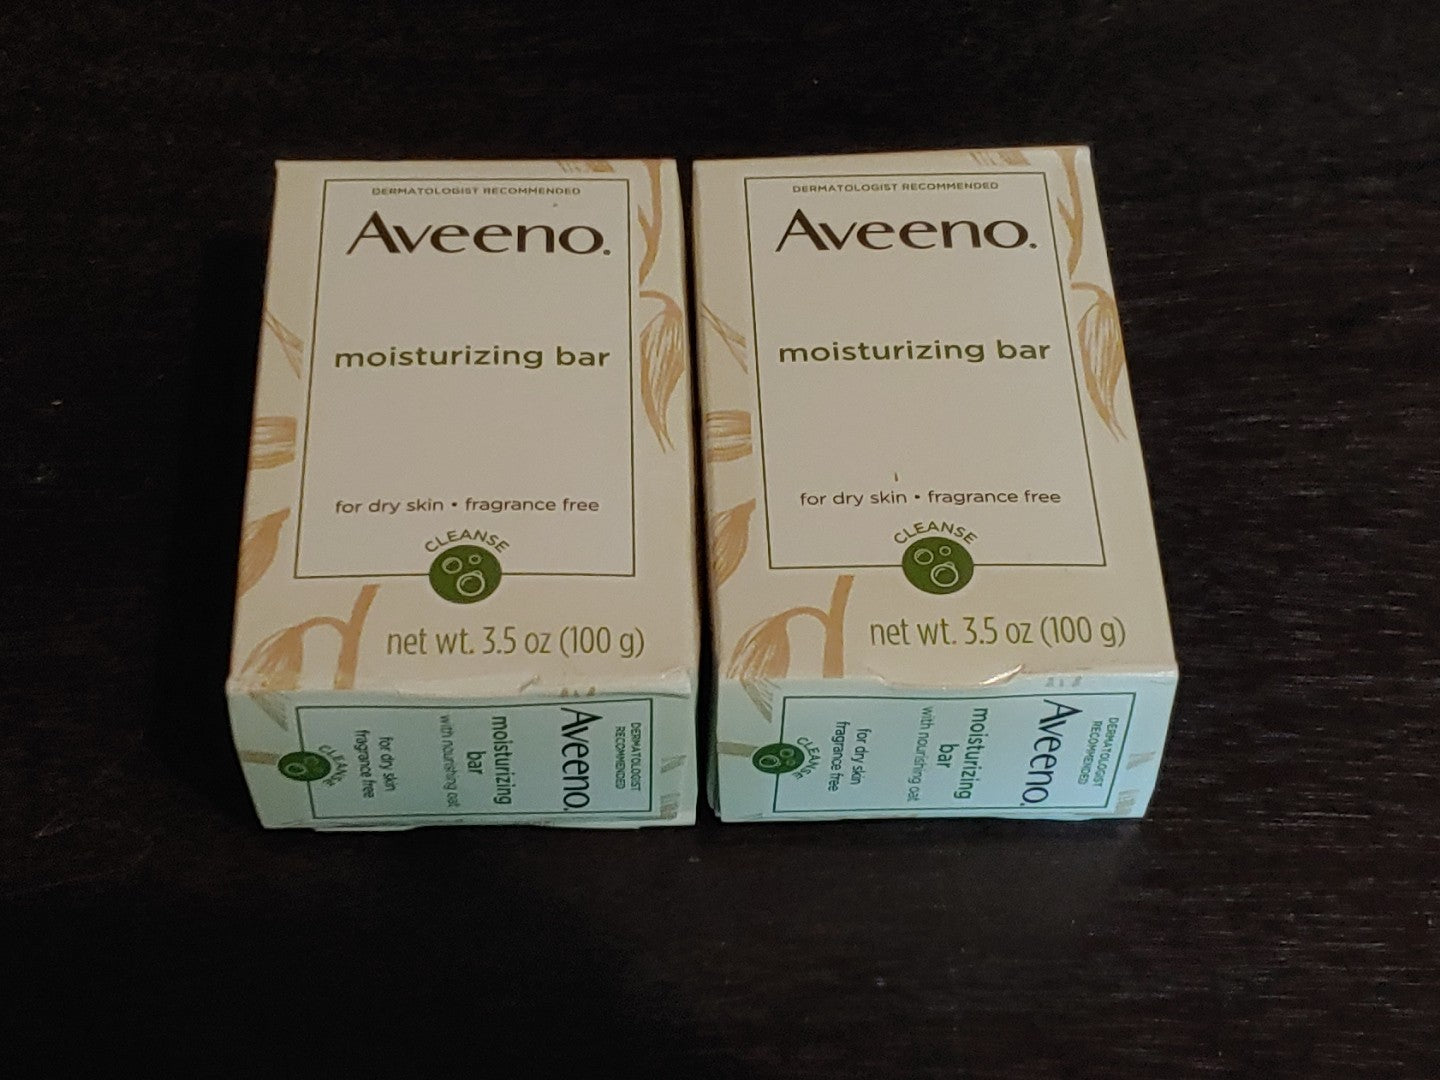 DERMATOLOGIST RECOMMENDED
Aveeno.
moisturizing bar
for dry skin • fragrance free
CLEANSE
net wt. 3.5 oz (100 g)
DERMATOLOGIST
RECOMMENDED
Aveeno.
moisturizing
bar
with nourishing oat
for dry skin
fragrance free
CLEANSE
DERMATOLOGIST RECOMMENDED
Aveeno.
moisturizing bar
for dry skin • fragrance free
CLEANSE
net wt. 3.5 oz (100 g)
DERMATOLOGIST
RECOMMENDED
Aveeno.
moisturizing
bar
with nourishing oat
for dry skin
fragrance free
CLEANSE